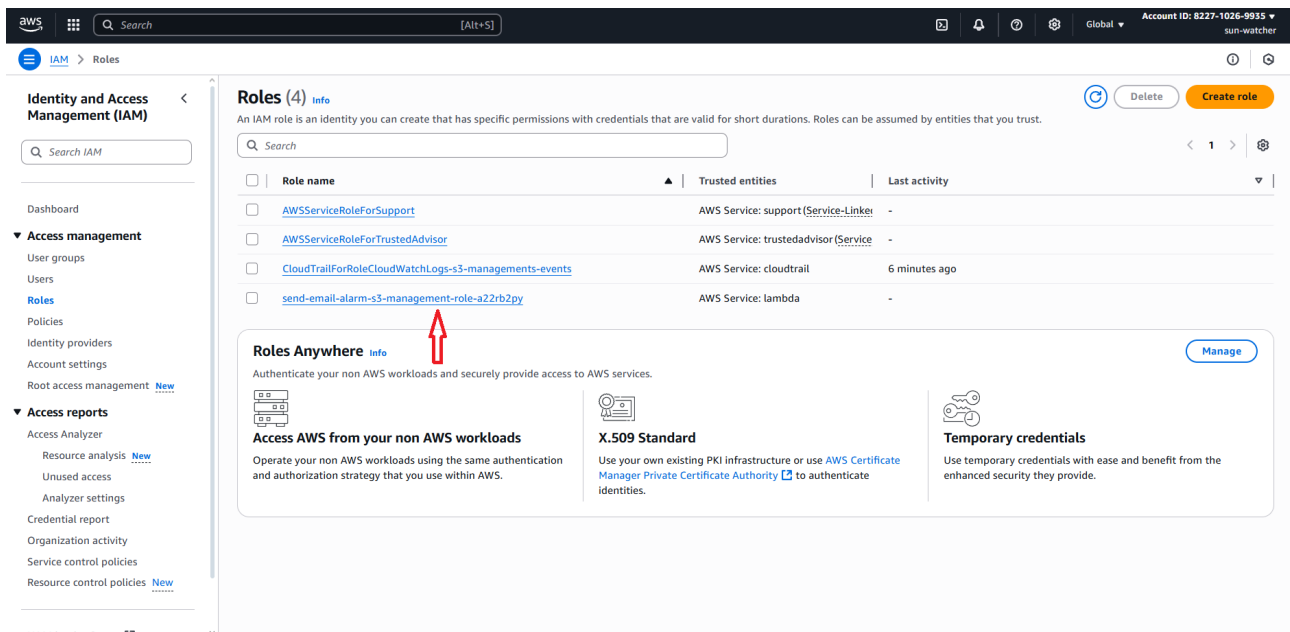 aws
Search [Alt+S]
Global
Account ID: 8227-1026-9935
sun-watcher
IAM > Roles
Identity and Access
Management (IAM)
Search IAM
Dashboard
Access management
User groups
Users
Roles
Policies
Identity providers
Account settings
Root access management New
Access reports
Access Analyzer
Resource analysis New
Unused access
Analyzer settings
Credential report
Organization activity
Service control policies
Resource control policies New
Roles (4) Info
Delete
Create role
An IAM role is an identity you can create that has specific permissions with credentials that are valid for short durations. Roles can be assumed by entities that you trust.
Search
1
Role name Trusted entities Last activity
AWSServiceRoleForSupport AWS Service: support (Service-Linked -
AWSServiceRoleForTrustedAdvisor AWS Service: trustedadvisor (Service -
CloudTrailForRoleCloudWatchLogs-s3-managements-events AWS Service: cloudtrail 6 minutes ago
send-email-alarm-s3-management-role-a22rb2py AWS Service: lambda -
Roles Anywhere Info
Manage
Authenticate your non AWS workloads and securely provide access to AWS services.
Access AWS from your non AWS workloads
Operate your non AWS workloads using the same authentication
and authorization strategy that you use within AWS.
X.509 Standard
Use your own existing PKI infrastructure or use AWS Certificate
Manager Private Certificate Authority to authenticate
identities.
Temporary credentials
Use temporary credentials with ease and benefit from the
enhanced security they provide.